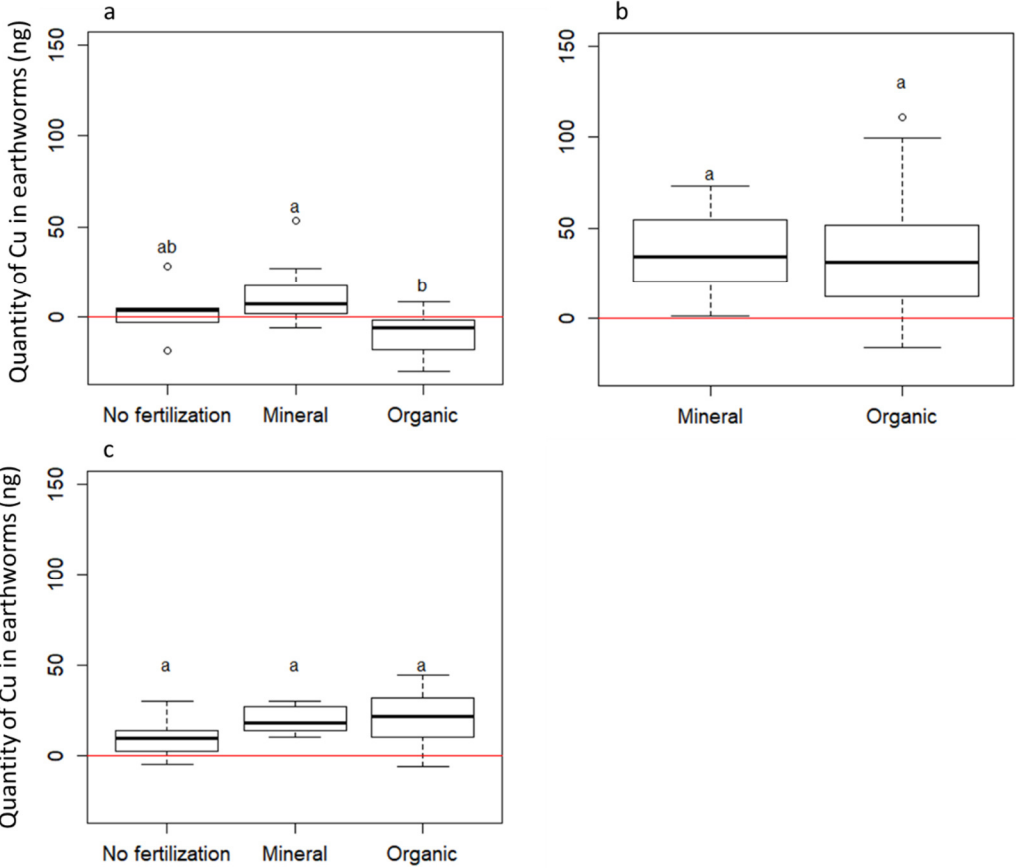 a
Quantity of Cu in earthworms (ng)
150
100
50
0
ab
a
b
No fertilization Mineral Organic
b
150
100
50
0
a
a
Mineral Organic
c
Quantity of Cu in earthworms (ng)
150
100
50
0
a a a
No fertilization Mineral Organic